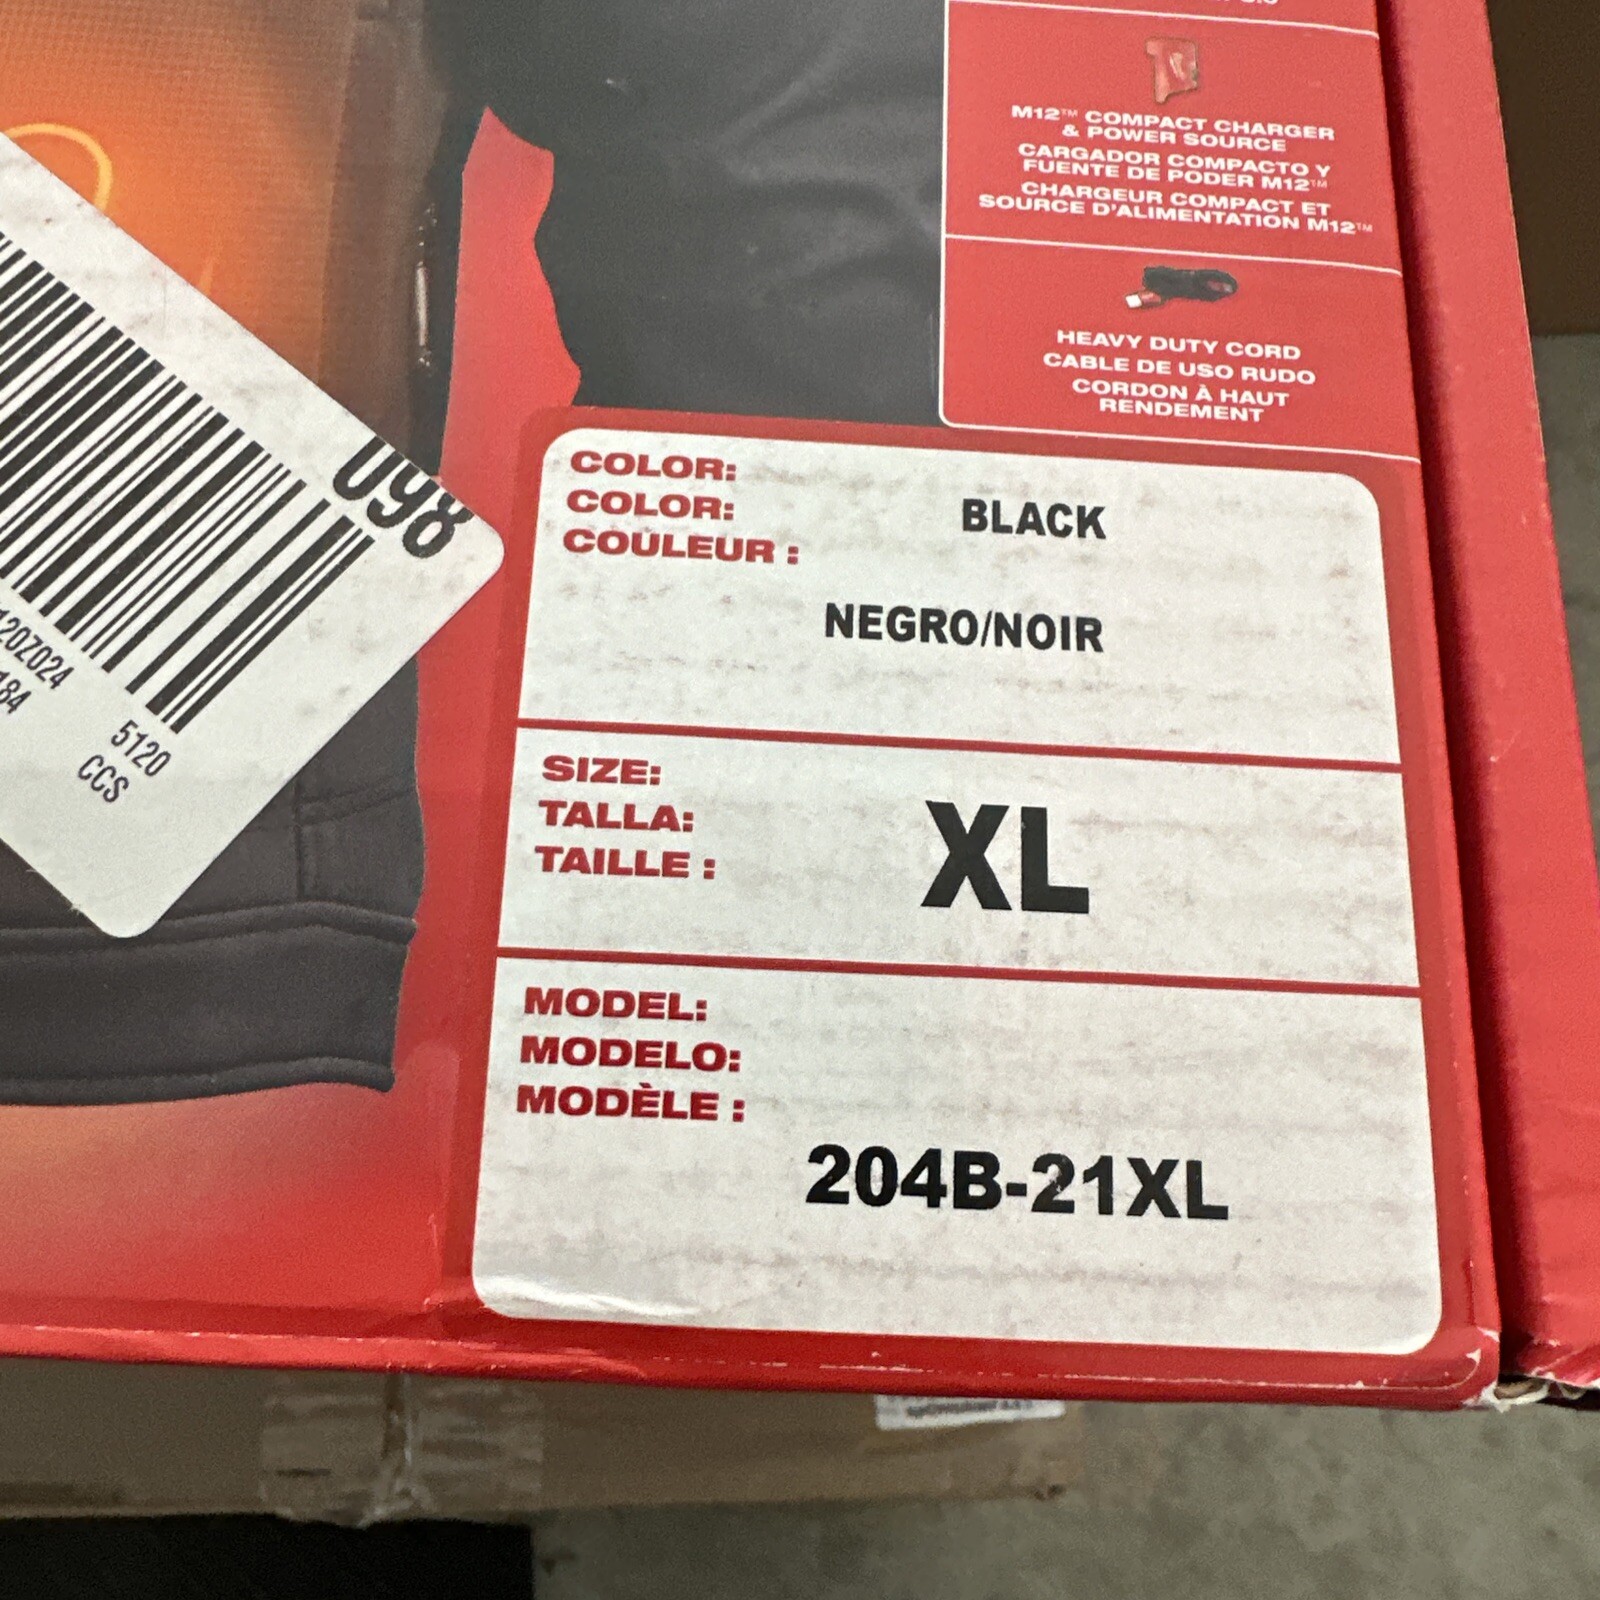 M12™ COMPACT CHARGER
& POWER SOURCE
CARGADOR COMPACTO Y
FUENTE DE PODER M12™
CHARGEUR COMPACT ET
SOURCE D'ALIMENTATION M12™
HEAVY DUTY CORD
CABLE DE USO RUDO
CORDON À HAUT
RENDEMENT
COLOR:
COLOR:
COULEUR :
BLACK
NEGRO/NOIR
SIZE:
TALLA:
TAILLE :
XL
MODEL:
MODELO:
MODÈLE :
204B-21XL
098
5120
CCS